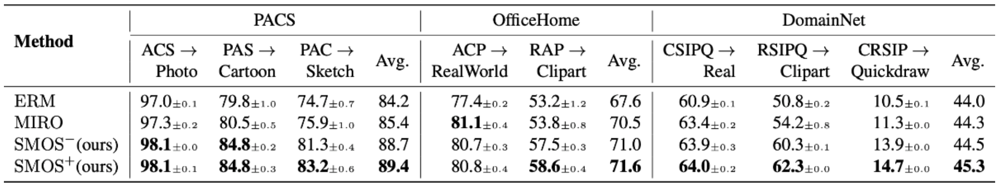 Method PACS OfficeHome DomainNet
ACS → Photo PAS → Cartoon PAC → Sketch Avg. ACP → RealWorld RAP → Clipart Avg. CSIPQ → Real RSIPQ → Clipart CRSIP → Quickdraw Avg.
ERM 97.0±0.1 79.8±1.0 74.7±0.7 84.2 77.4±0.2 53.2±1.2 67.6 60.9±0.1 50.8±0.2 10.5±0.1 44.0
MIRO 97.3±0.2 80.5±0.5 75.9±1.0 85.4 81.1±0.4 53.8±0.8 70.5 63.4±0.2 54.2±0.8 11.3±0.0 44.3
SMOS⁻(ours) 98.1±0.0 84.8±0.2 81.3±0.4 88.7 80.7±0.3 57.5±0.3 71.0 63.9±0.3 60.3±0.1 13.9±0.0 44.5
SMOS⁺(ours) 98.1±0.1 84.8±0.3 83.2±0.6 89.4 80.8±0.4 58.6±0.4 71.6 64.0±0.2 62.3±0.0 14.7±0.0 45.3